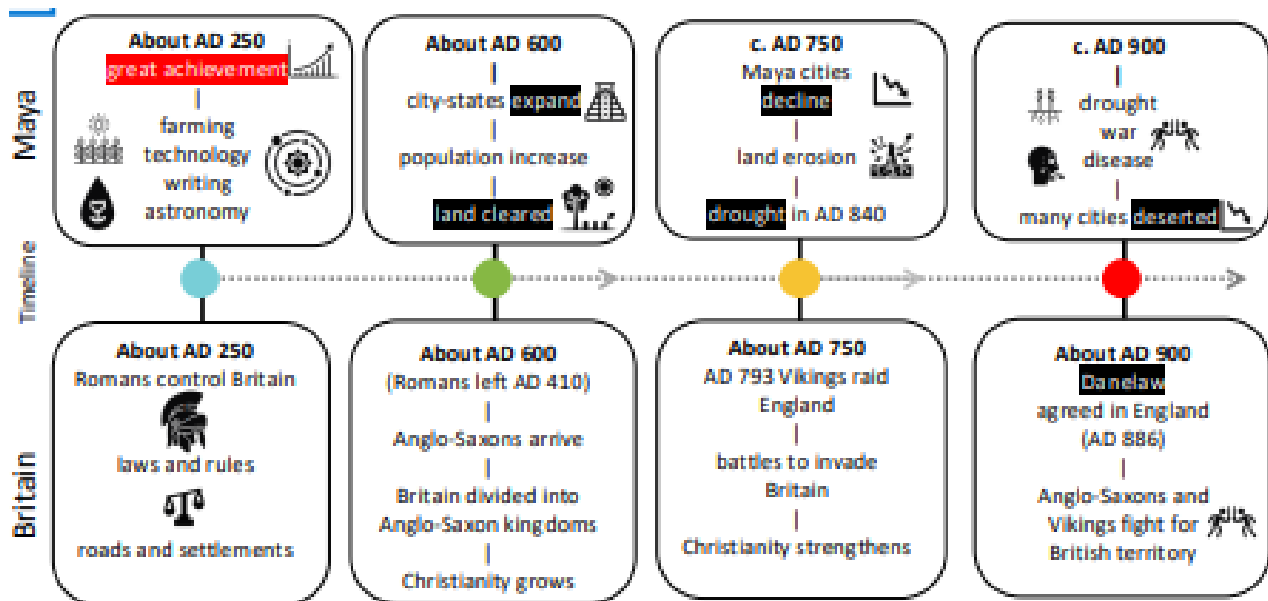 Maya
About AD 250
great achievement
|
farming
technology
writing
astronomy
About AD 600
|
city-states expand
|
population increase
|
land cleared
c. AD 750
Maya cities
decline
|
land erosion
|
drought in AD 840
c. AD 900
|
drought
war
disease
|
many cities deserted
Timeline
Britain
About AD 250
Romans control Britain
laws and rules
roads and settlements
About AD 600
(Romans left AD 410)
|
Anglo-Saxons arrive
|
Britain divided into
Anglo-Saxon kingdoms
|
Christianity grows
About AD 750
AD 793 Vikings raid
England
|
battles to invade
Britain
|
Christianity strengthens
About AD 900
Danelaw
agreed in England
(AD 886)
|
Anglo-Saxons and
Vikings fight for
British territory